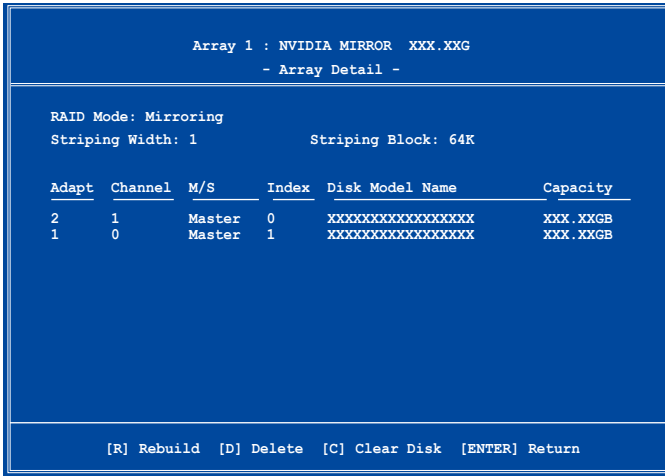 Array 1 : NVIDIA MIRROR XXX.XXG
- Array Detail -
RAID Mode: Mirroring
Striping Width: 1 Striping Block: 64K
Adapt Channel M/S Index Disk Model Name Capacity
2 1 Master 0 XXXXXXXXXXXXXXXXX XXX.XXGB
1 0 Master 1 XXXXXXXXXXXXXXXXX XXX.XXGB
[R] Rebuild [D] Delete [C] Clear Disk [ENTER] Return